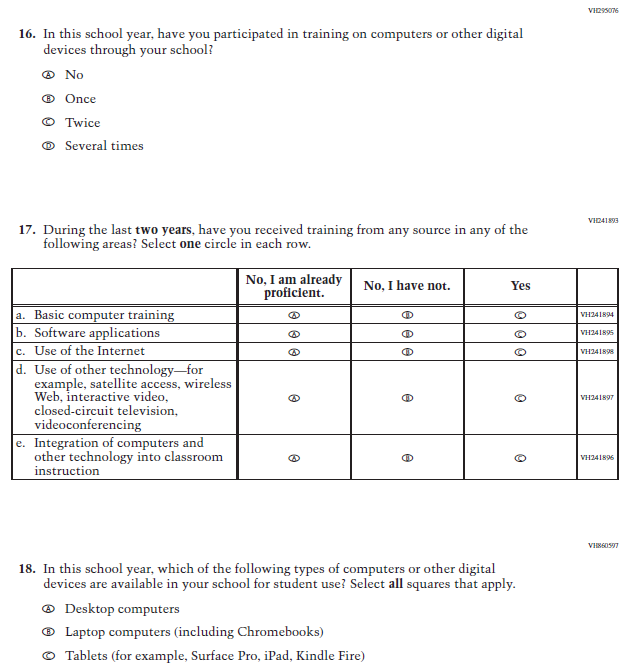 VH295076
16. In this school year, have you participated in training on computers or other digital
devices through your school?
Ⓐ No
Ⓑ Once
Ⓒ Twice
Ⓓ Several times
VH241893
17. During the last two years, have you received training from any source in any of the
following areas? Select one circle in each row.
No, I am already
proficient.
No, I have not.
Yes
a. Basic computer training Ⓐ Ⓑ Ⓒ VH241894
b. Software applications Ⓐ Ⓑ Ⓒ VH241895
c. Use of the Internet Ⓐ Ⓑ Ⓒ VH241898
d. Use of other technology—for
example, satellite access, wireless
Web, interactive video,
closed-circuit television,
videoconferencing
Ⓐ Ⓑ Ⓒ VH241897
e. Integration of computers and
other technology into classroom
instruction
Ⓐ Ⓑ Ⓒ VH241896
VH860597
18. In this school year, which of the following types of computers or other digital
devices are available in your school for student use? Select all squares that apply.
Ⓐ Desktop computers
Ⓑ Laptop computers (including Chromebooks)
Ⓒ Tablets (for example, Surface Pro, iPad, Kindle Fire)